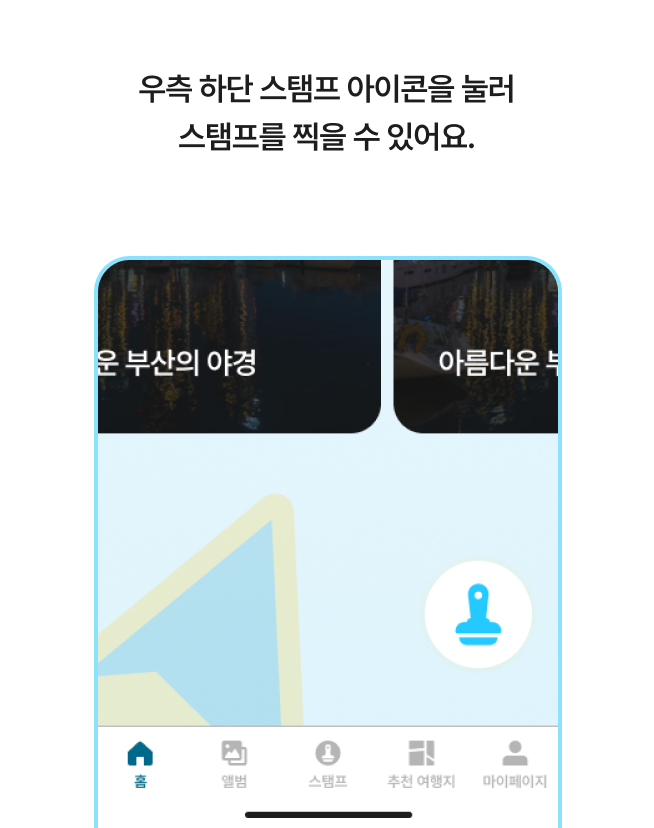 우측 하단 스탬프 아이콘을 눌러
스탬프를 찍을 수 있어요.
운 부산의 야경
아름다운 부
홈
앨범
스탬프
추천 여행지
마이페이지